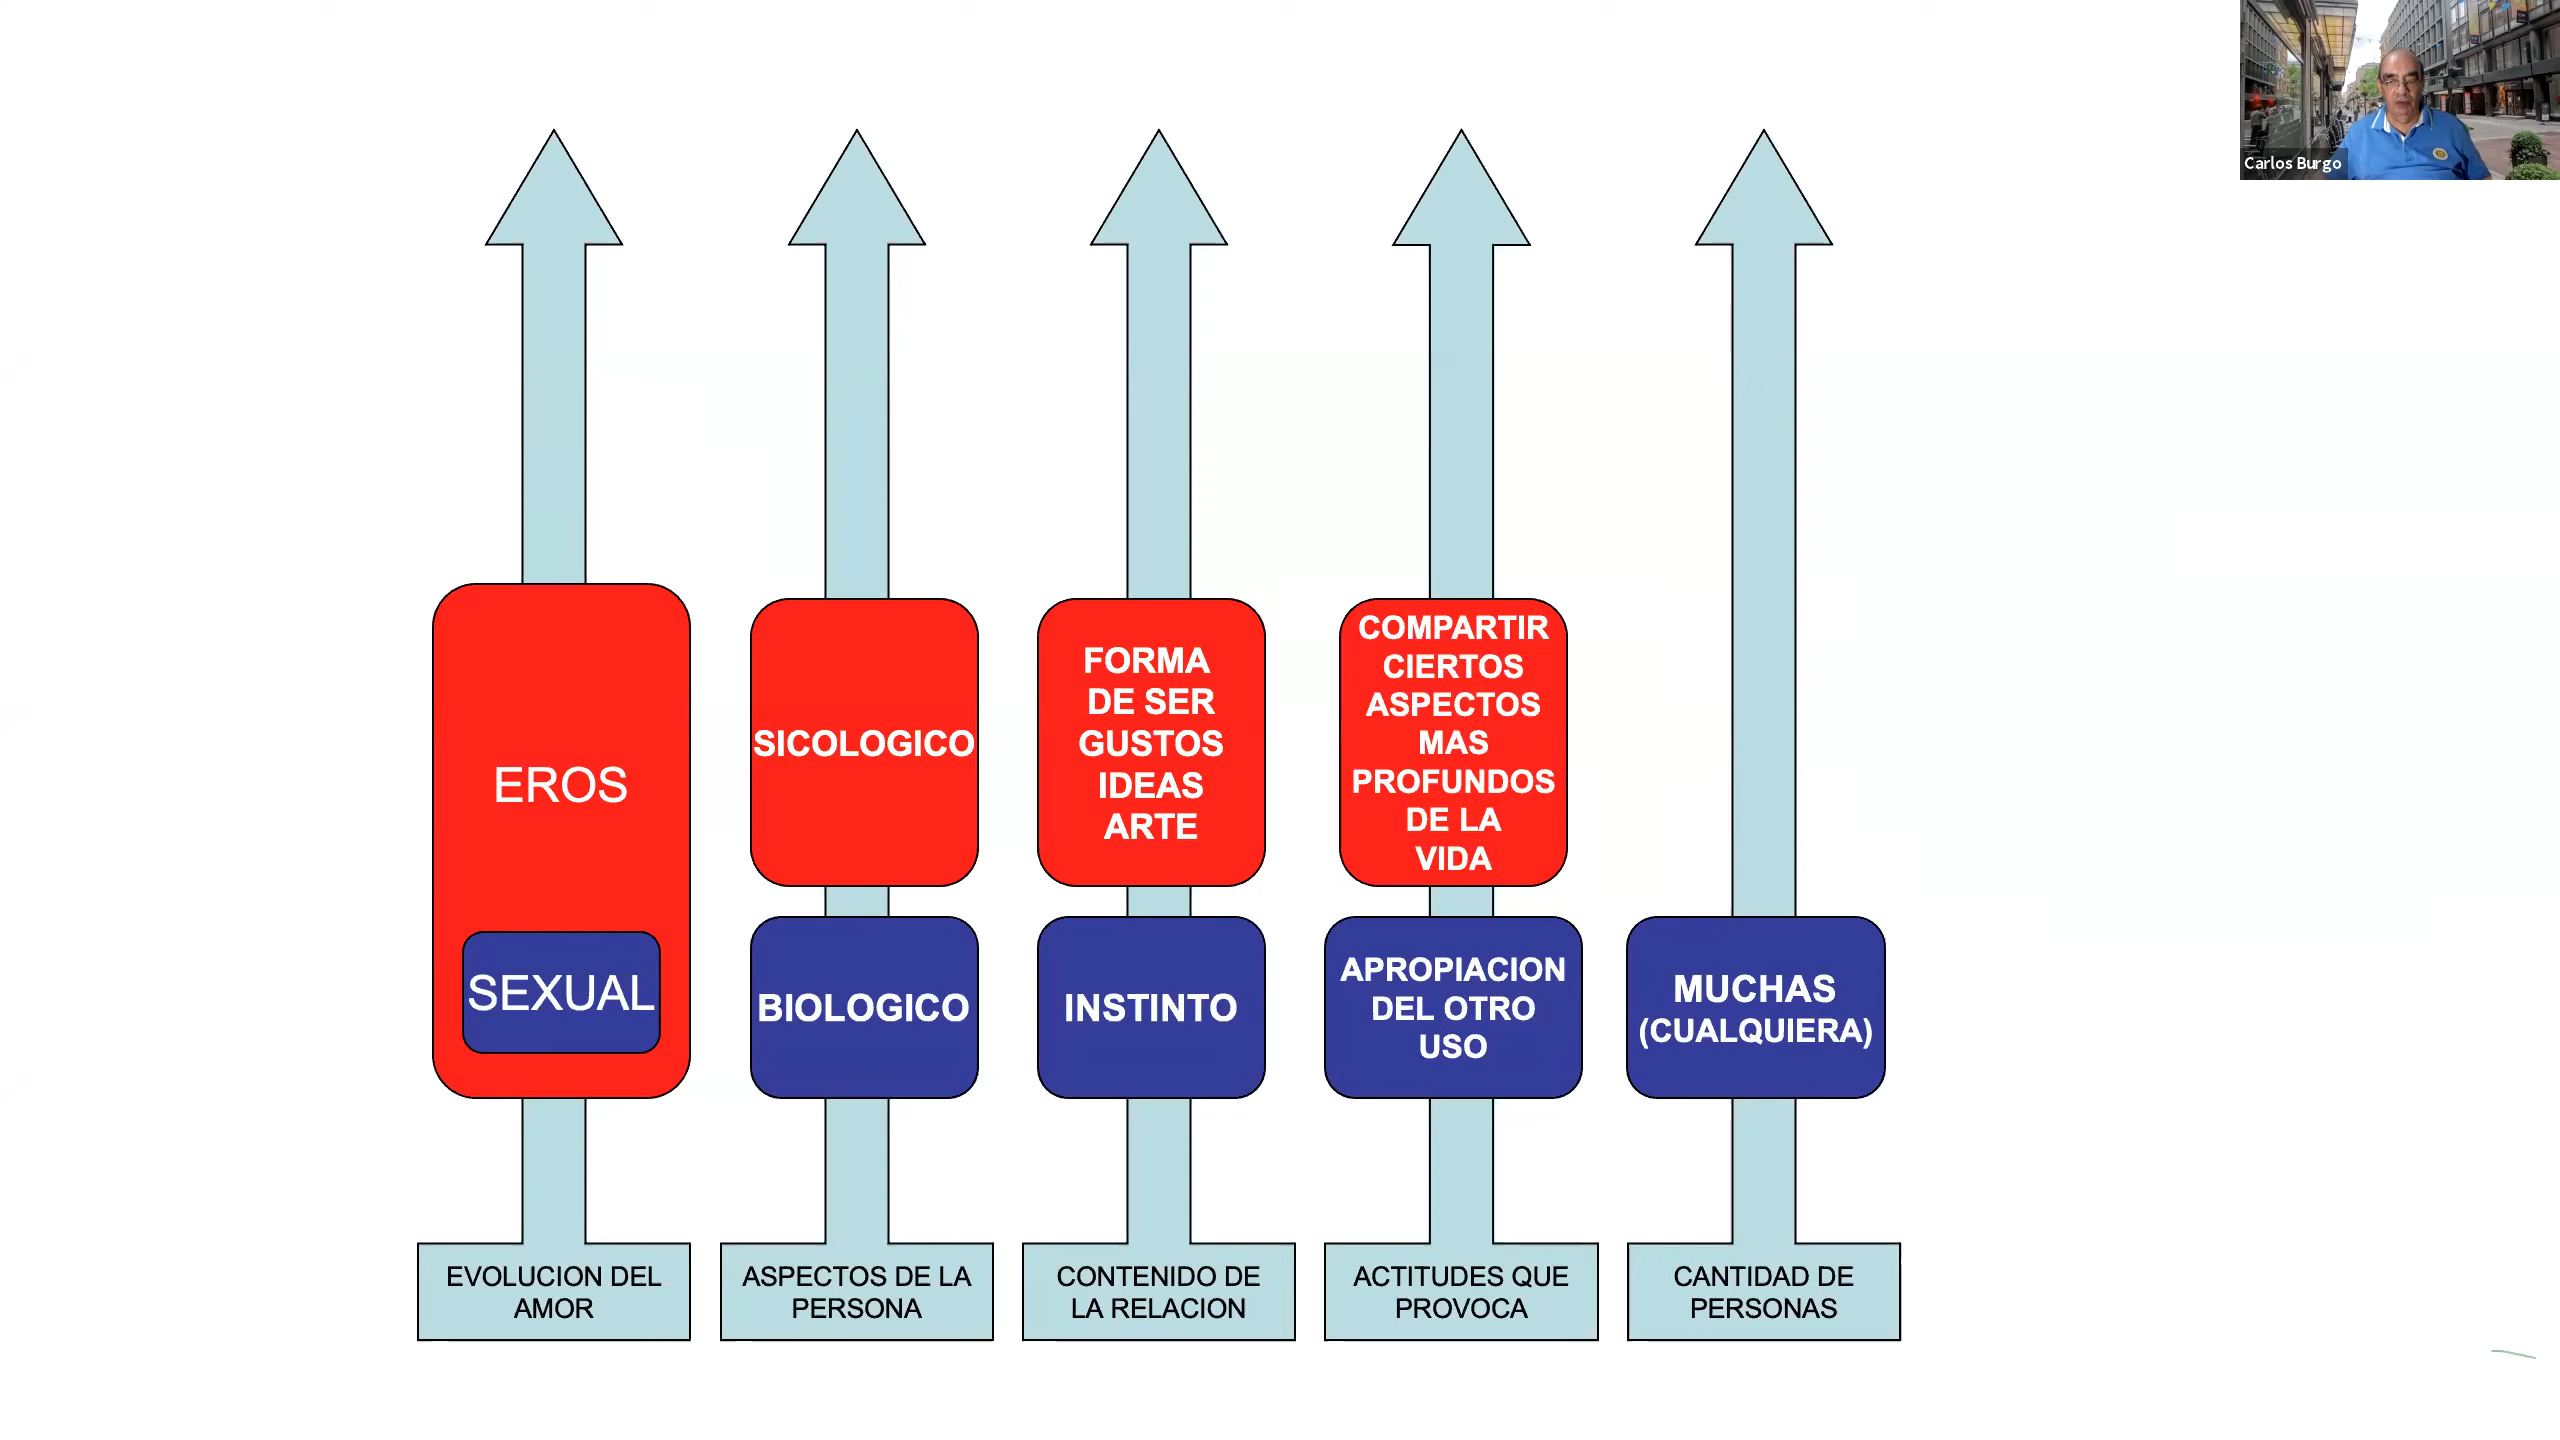 Carlos Burgo
EROS
SEXUAL
SICOLOGICO
BIOLOGICO
FORMA
DE SER
GUSTOS
IDEAS
ARTE
INSTINTO
COMPARTIR
CIERTOS
ASPECTOS
MAS
PROFUNDOS
DE LA
VIDA
APROPIACION
DEL OTRO
USO
MUCHAS
(CUALQUIERA)
EVOLUCION DEL
AMOR
ASPECTOS DE LA
PERSONA
CONTENIDO DE
LA RELACION
ACTITUDES QUE
PROVOCA
CANTIDAD DE
PERSONAS